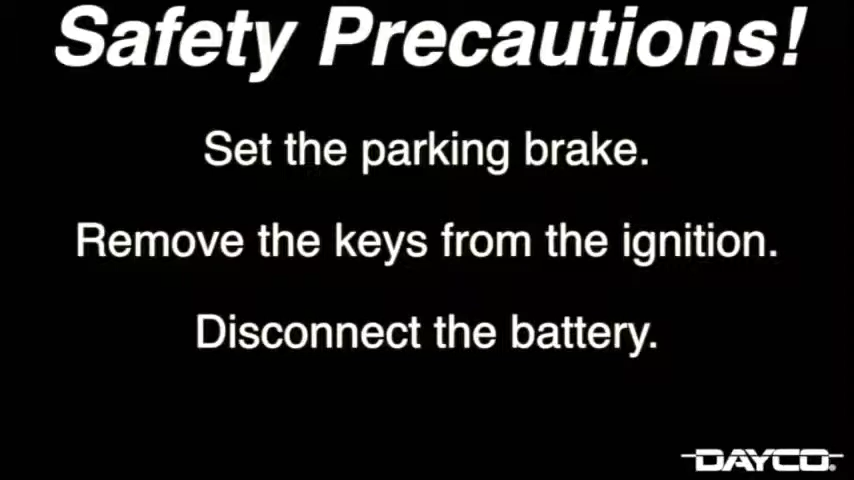 Safety Precautions!
Set the parking brake.
Remove the keys from the ignition.
Disconnect the battery.
DAYCO®